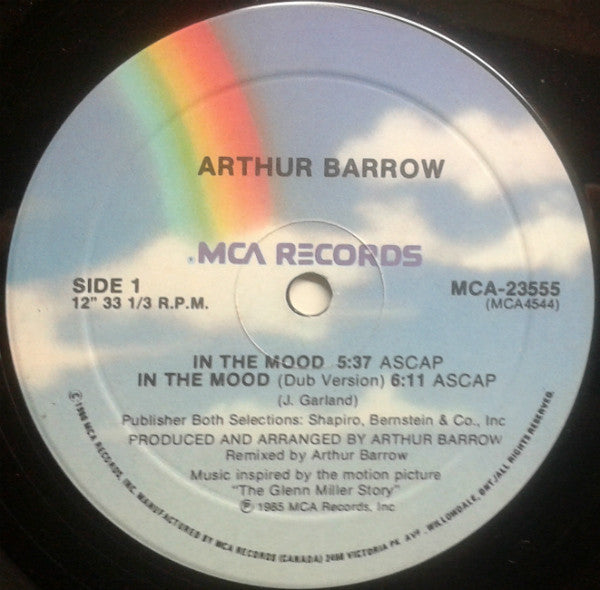 ARTHUR BARROW
MCA RECORDS
SIDE 1
12" 33 1/3 R.P.M.
MCA-23555
(MCA4544)
IN THE MOOD 5:37 ASCAP
IN THE MOOD (Dub Version) 6:11 ASCAP
(J. Garland)
Publisher Both Selections: Shapiro, Bernstein & Co., Inc
PRODUCED AND ARRANGED BY ARTHUR BARROW
Remixed by Arthur Barrow
Music inspired by the motion picture
"The Glenn Miller Story"
℗ 1985 MCA Records, Inc
© 1986 MCA RECORDS, INC. MANUFACTURED BY MCA RECORDS (CANADA) 2450 VICTORIA PK. AVE. WILLOWDALE, ONT./ALL RIGHTS RESERVED.